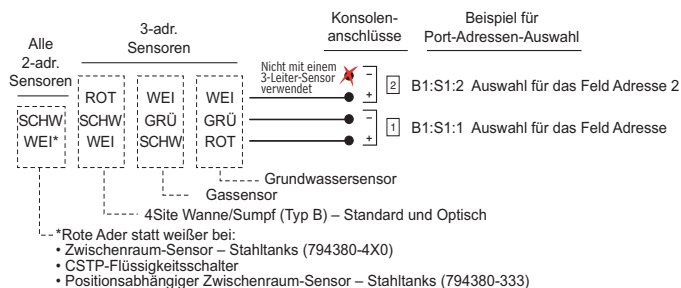 Alle
2-adr.
Sensoren
3-adr.
Sensoren
Konsolen-
anschlüsse
Beispiel für
Port-Adressen-Auswahl
Nicht mit einem
3-Leiter-Sensor
verwendet
–
2 B1:S1:2 Auswahl für das Feld Adresse 2
ROT WEI WEI
+
SCHW SCHW GRÜ GRÜ
–
1 B1:S1:1 Auswahl für das Feld Adresse
WEI* WEI SCHW ROT
+
Grundwassersensor
Gassensor
4Site Wanne/Sumpf (Typ B) – Standard und Optisch
*Rote Ader statt weißer bei:
• Zwischenraum-Sensor – Stahltanks (794380-4X0)
• CSTP-Flüssigkeitsschalter
• Positionsabhängiger Zwischenraum-Sensor – Stahltanks (794380-333)